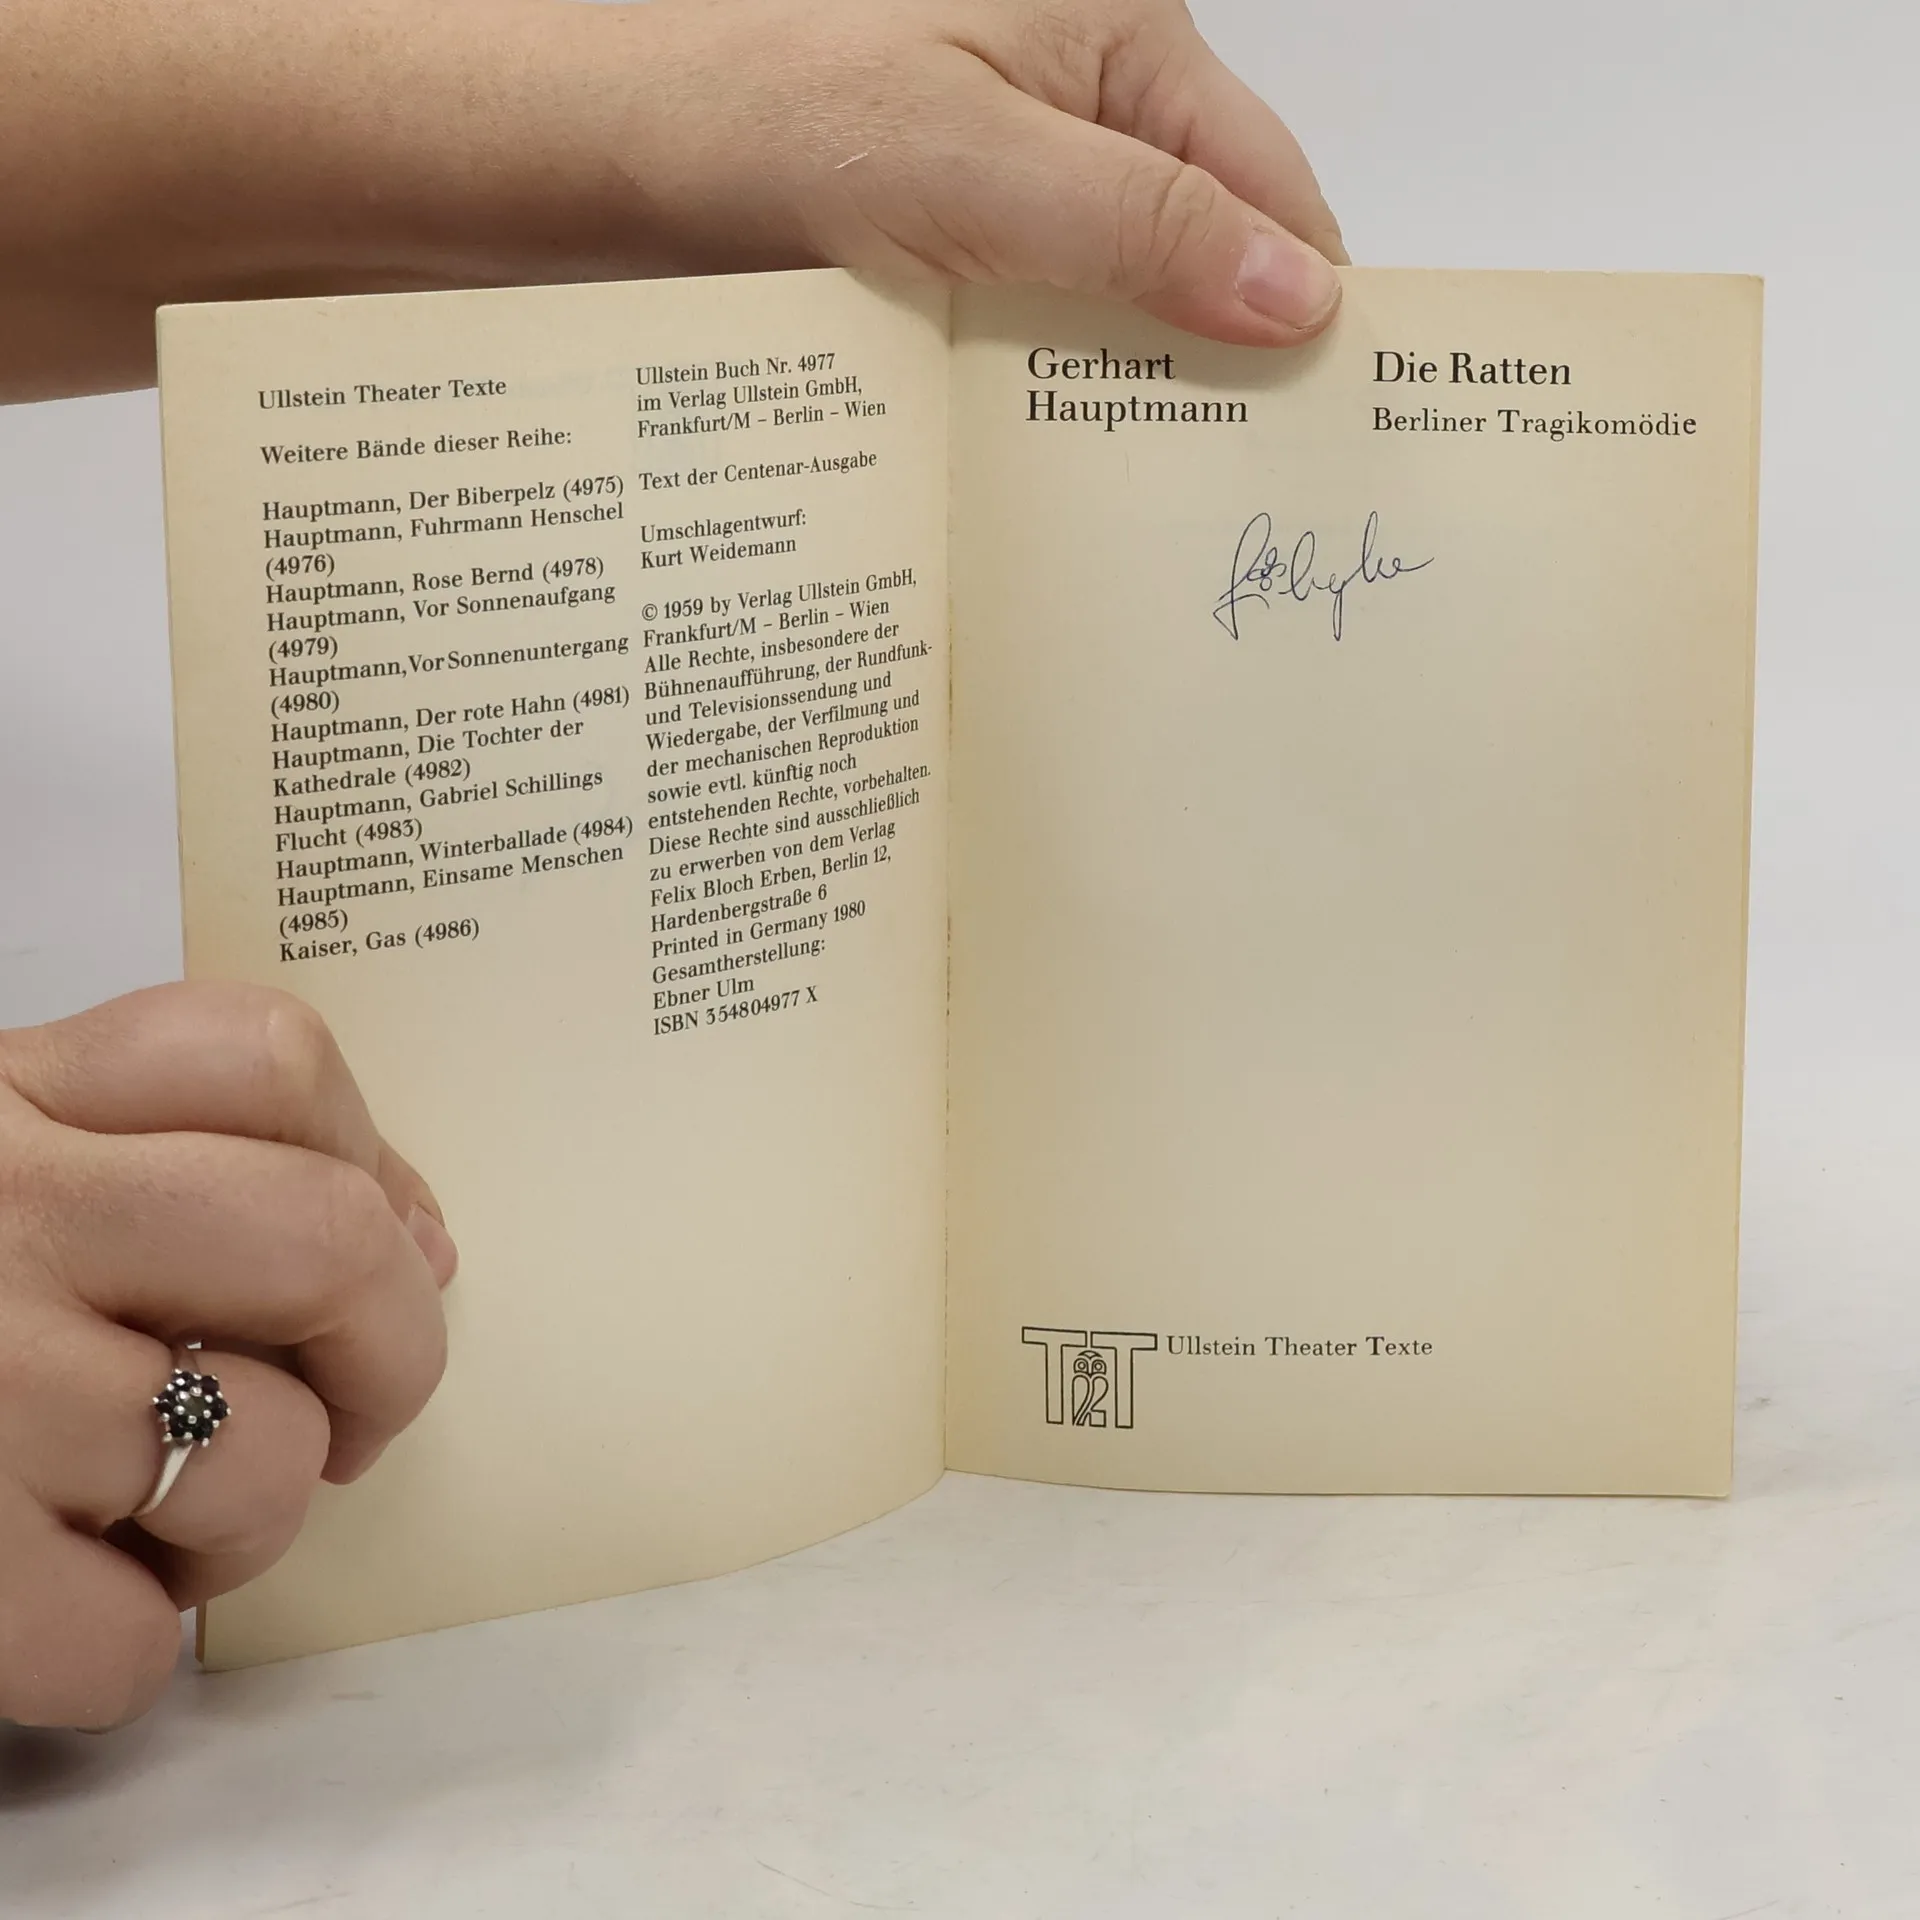 Ullstein Theater Texte
Weitere Bände dieser Reihe:
Hauptmann, Der Biberpelz (4975)
Hauptmann, Fuhrmann Henschel
(4976)
Hauptmann, Rose Bernd (4978)
Hauptmann, Vor Sonnenaufgang
(4979)
Hauptmann, Vor Sonnenuntergang
(4980)
Hauptmann, Der rote Hahn (4981)
Hauptmann, Die Tochter der
Kathedrale (4982)
Hauptmann, Gabriel Schillings
Flucht (4983)
Hauptmann, Winterballade (4984)
Hauptmann, Einsame Menschen
(4985)
Kaiser, Gas (4986)
Ullstein Buch Nr. 4977
im Verlag Ullstein GmbH,
Frankfurt/M – Berlin – Wien
Text der Centenar-Ausgabe
Umschlagentwurf:
Kurt Weidemann
© 1959 by Verlag Ullstein GmbH,
Frankfurt/M – Berlin – Wien
Alle Rechte, insbesondere der
Bühnenaufführung, der Rundfunk-
und Televisionssendung und
Wiedergabe, der Verfilmung und
der mechanischen Reproduktion
sowie evtl. künftig noch
entstehenden Rechte, vorbehalten.
Diese Rechte sind ausschließlich
zu erwerben von dem Verlag
Felix Bloch Erben, Berlin 12,
Hardenbergstraße 6
Printed in Germany 1980
Gesamtherstellung:
Ebner Ulm
ISBN 3 548 04977 X
Gerhart
Hauptmann
Die Ratten
Berliner Tragikomödie
TTT Ullstein Theater Texte